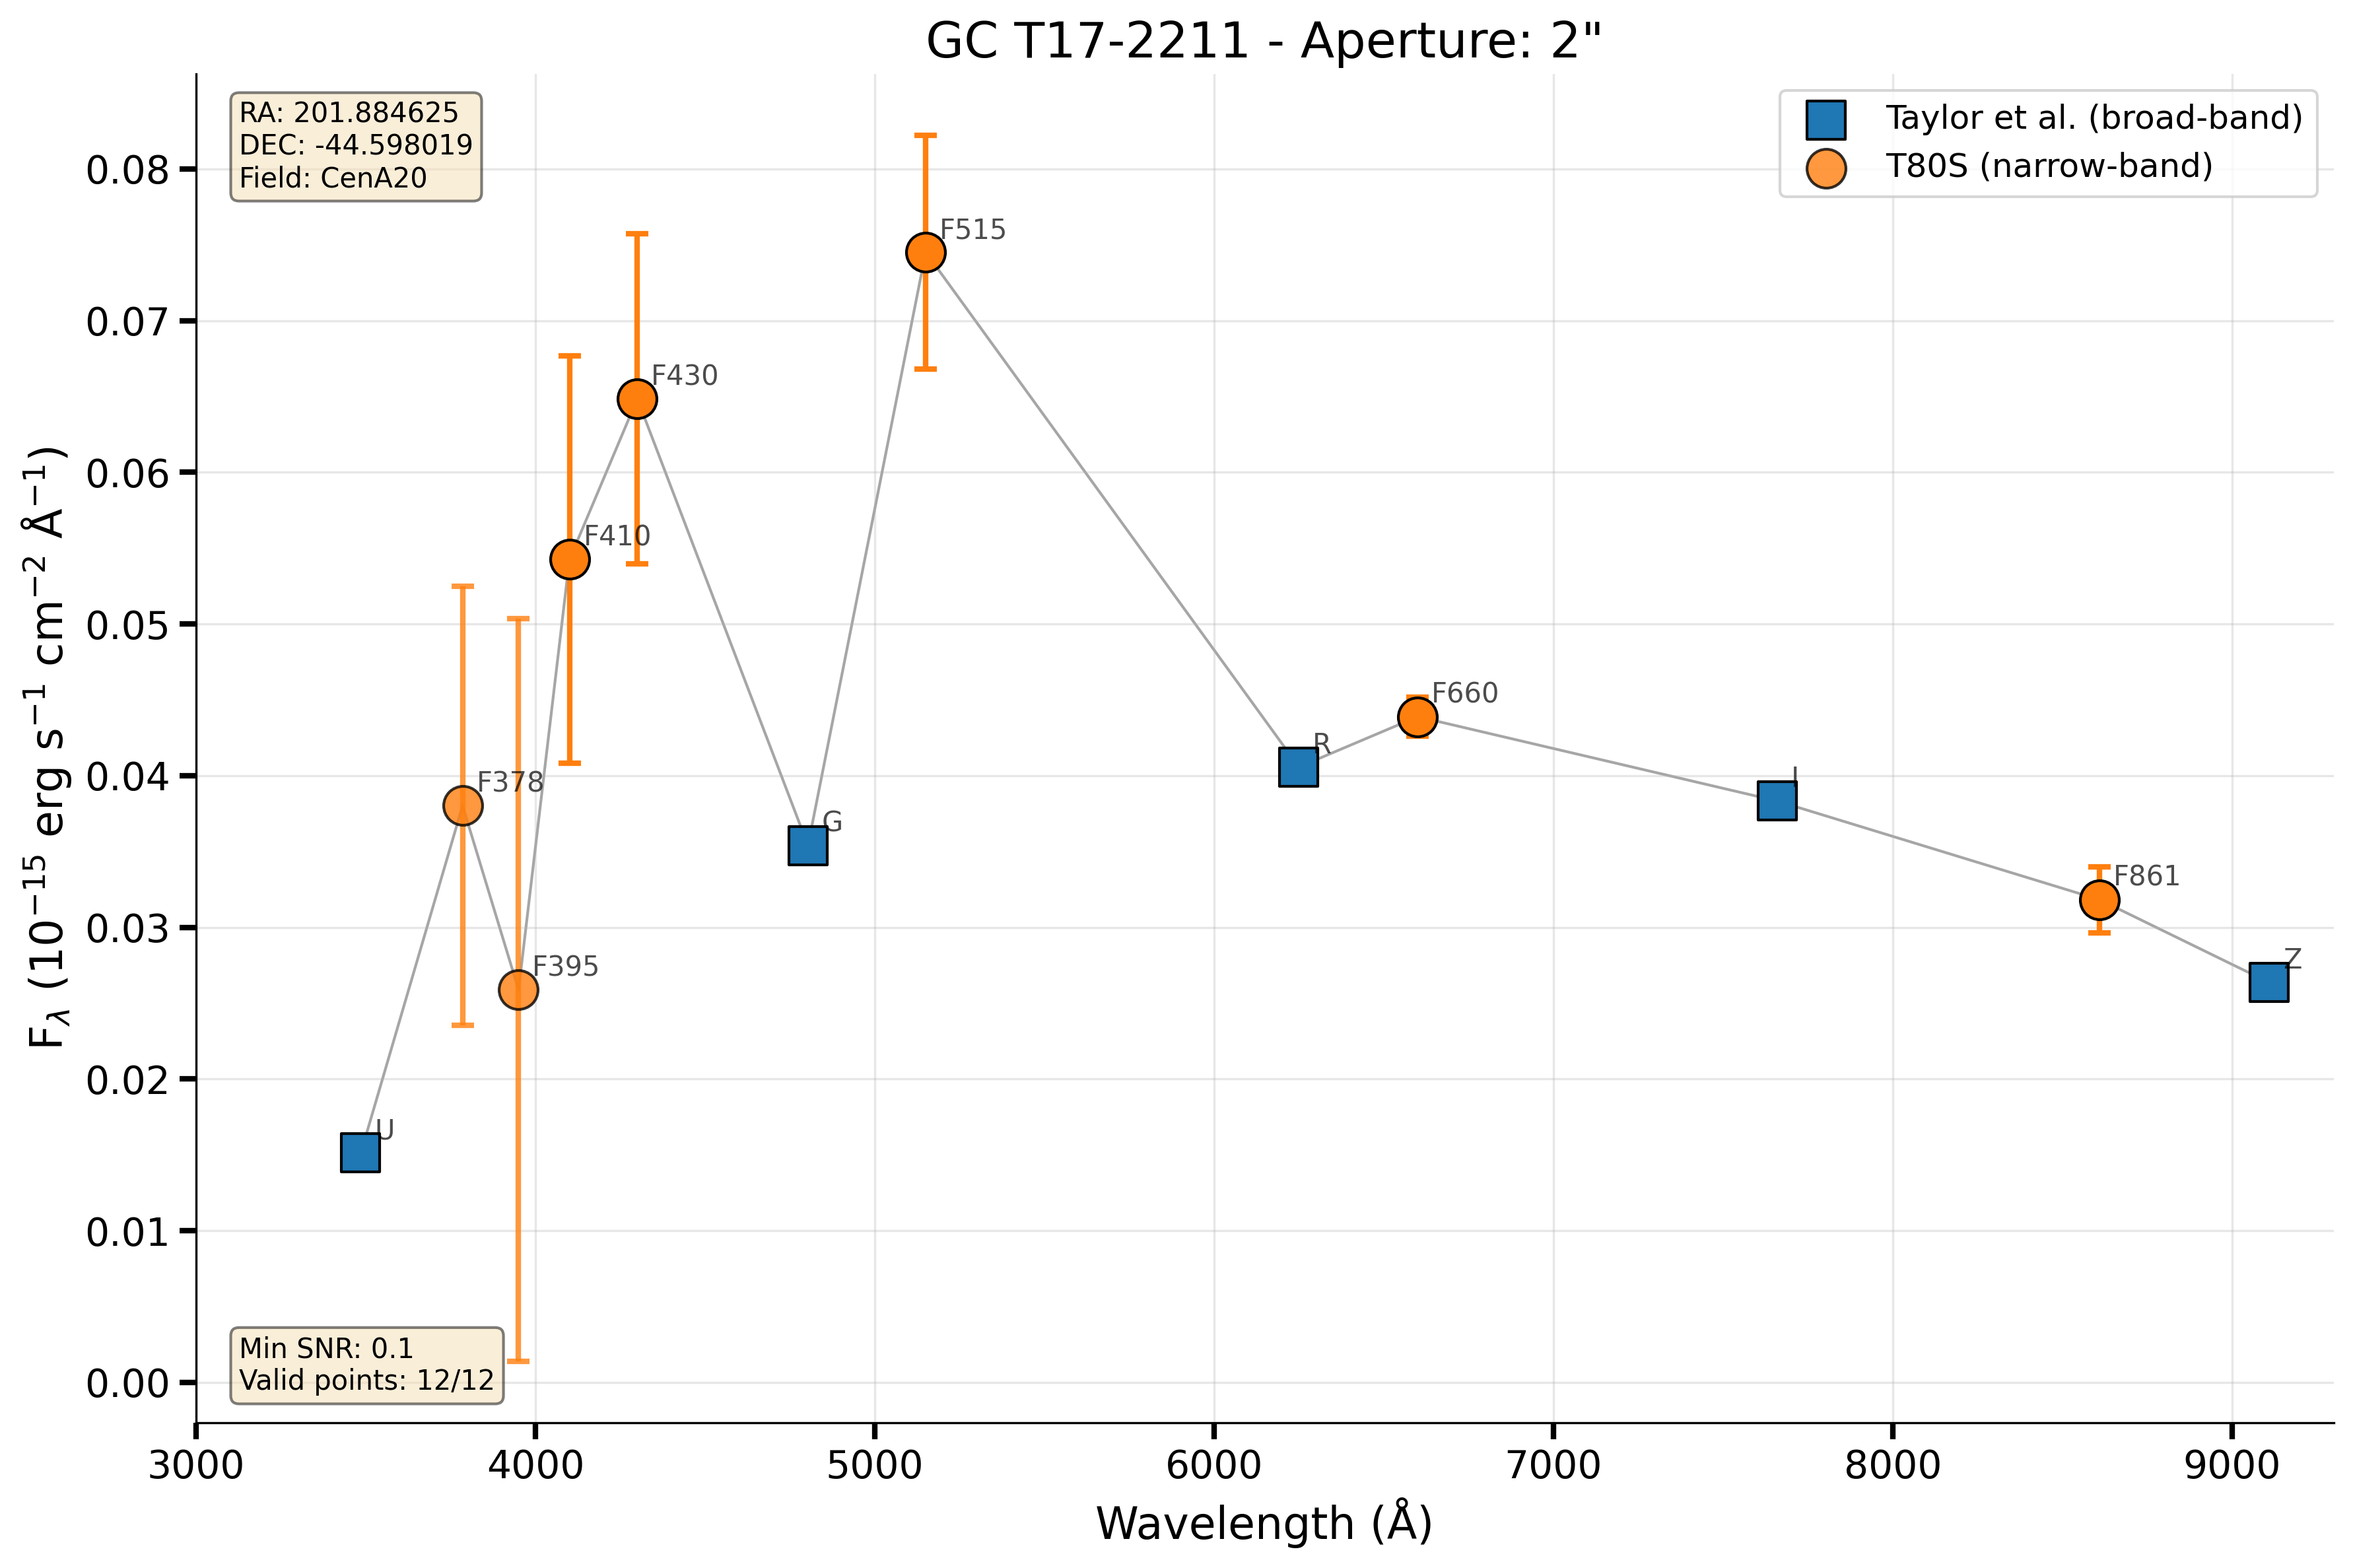 GC T17-2211 - Aperture: 2"
RA: 201.884625
DEC: -44.598019
Field: CenA20
Taylor et al. (broad-band)
T80S (narrow-band)
F515
F430
F410
F378
F395
U
G
R
F660
I
F861
Z
0.08
0.07
0.06
0.05
0.04
0.03
0.02
0.01
0.00
F_λ (10⁻¹⁵ erg s⁻¹ cm⁻² Å⁻¹)
Min SNR: 0.1
Valid points: 12/12
3000 4000 5000 6000 7000 8000 9000
Wavelength (Å)